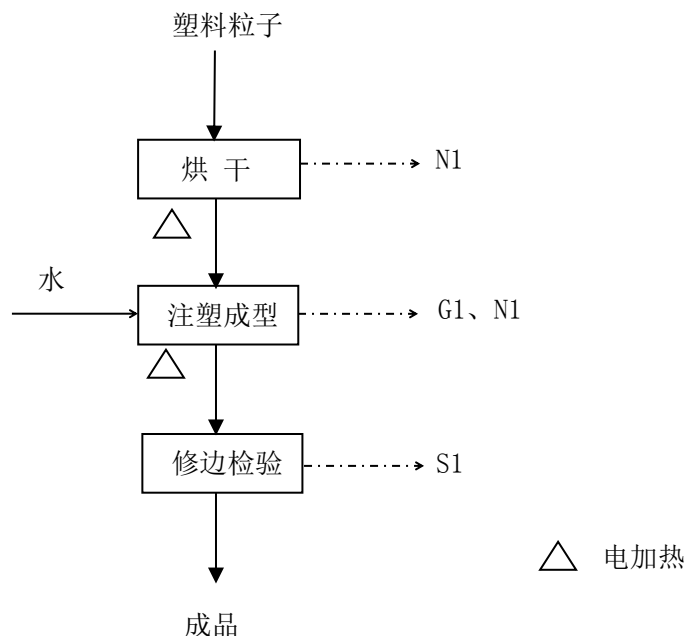 塑料粒子
烘 干
N1
水
注塑成型
G1、N1
修边检验
S1
电加热
成品